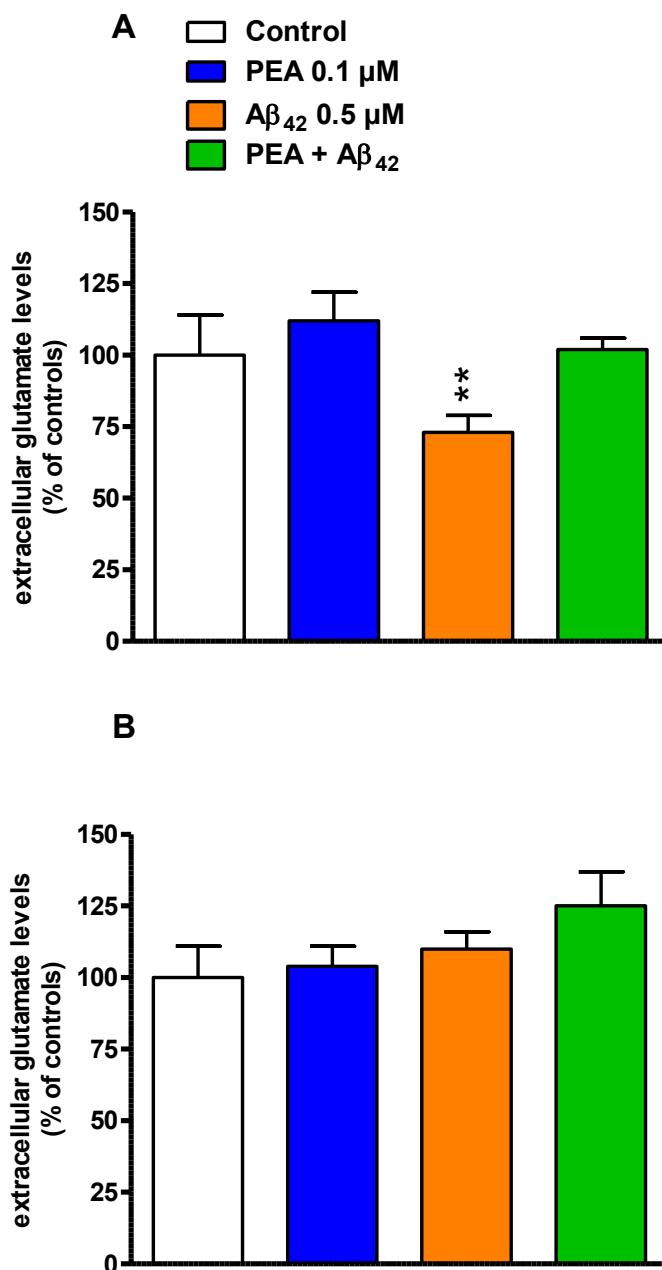 A
Control
PEA 0.1 µM
Aβ42 0.5 µM
PEA + Aβ42
extracellular glutamate levels
(% of controls)
150
125
100
75
50
25
0
**
B
extracellular glutamate levels
(% of controls)
150
125
100
75
50
25
0